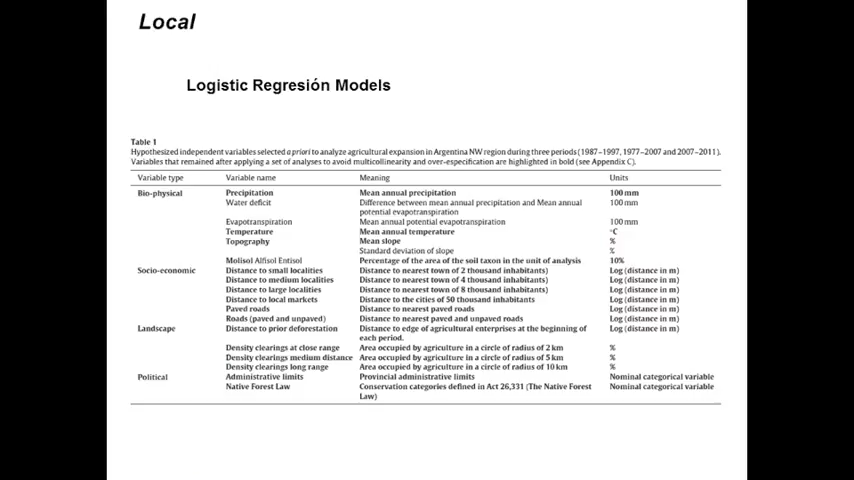 Local
Logistic Regresión Models
Table 1
Hypothesized independent variables selected a priori to analyze agricultural expansion in Argentina NW region during three periods (1987–1997, 1977–2007 and 2007–2011).
Variables that remained after applying a set of analyses to avoid multicollinearity and over-especification are highlighted in bold (see Appendix C).
Variable type Variable name Meaning Units
Bio-physical Precipitation Mean annual precipitation 100 mm
Water deficit Difference between mean annual precipitation and Mean annual 100 mm
potential evapotranspiration
Evapotranspiration Mean annual potential evapotranspiration 100 mm
Temperature Mean annual temperature °C
Topography Mean slope %
Standard deviation of slope %
Molisol Alfisol Entisol Percentage of the area of the soil taxon in the unit of analysis 10%
Socio-economic Distance to small localities Distance to nearest town of 2 thousand inhabitants) Log (distance in m)
Distance to medium localities Distance to nearest town of 4 thousand inhabitants) Log (distance in m)
Distance to large localities Distance to nearest town of 8 thousand inhabitants) Log (distance in m)
Distance to local markets Distance to the cities of 50 thousand inhabitants) Log (distance in m)
Paved roads Distance to nearest paved roads Log (distance in m)
Roads (paved and unpaved) Distance to nearest paved and unpaved roads Log (distance in m)
Landscape Distance to prior deforestation Distance to edge of agricultural enterprises at the beginning of Log (distance in m)
each period.
Density clearings at close range Area occupied by agriculture in a circle of radius of 2 km %
Density clearings medium distance Area occupied by agriculture in a circle of radius of 5 km %
Density clearings long range Area occupied by agriculture in a circle of radius of 10 km %
Political Administrative limits Provincial administrative limits Nominal categorical variable
Native Forest Law Conservation categories defined in Act 26,331 (The Native Forest Nominal categorical variable
Law)